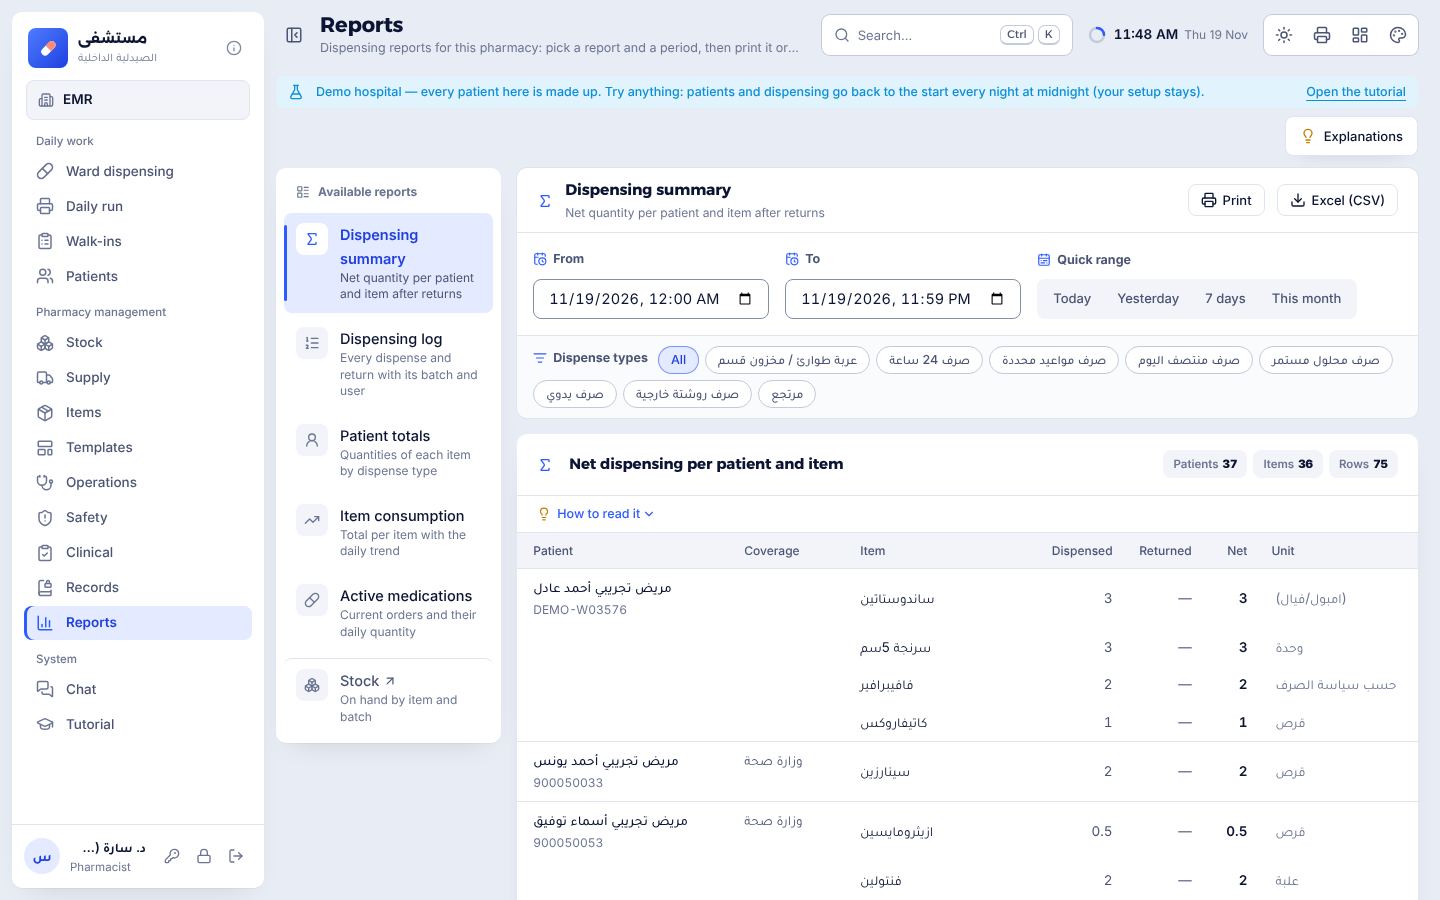 مستشفى
الصيدلية الداخلية
EMR
Daily work
Ward dispensing
Daily run
Walk-ins
Patients
Pharmacy management
Stock
Supply
Items
Templates
Operations
Safety
Clinical
Records
Reports
System
Chat
Tutorial
س
د. سارة (...
Pharmacist
Reports
Dispensing reports for this pharmacy: pick a report and a period, then print it or...
Search...
Ctrl K
11:48 AM Thu 19 Nov
Demo hospital — every patient here is made up. Try anything: patients and dispensing go back to the start every night at midnight (your setup stays).
Open the tutorial
Explanations
Available reports
Dispensing
summary
Net quantity per patient
and item after returns
Dispensing log
Every dispense and
return with its batch and
user
Patient totals
Quantities of each item
by dispense type
Item consumption
Total per item with the
daily trend
Active medications
Current orders and their
daily quantity
Stock
On hand by item and
batch
Dispensing summary
Net quantity per patient and item after returns
Print
Excel (CSV)
From
To
Quick range
11/19/2026, 12:00 AM
11/19/2026, 11:59 PM
Today Yesterday 7 days This month
Dispense types
All
عربة طوارئ / مخزون قسم
صرف 24 ساعة
صرف مواعيد محددة
صرف منتصف اليوم
صرف محلول مستمر
صرف يدوي
صرف روشتة خارجية
مرتجع
Net dispensing per patient and item
Patients 37 Items 36 Rows 75
How to read it
Patient Coverage Item Dispensed Returned Net Unit
مريض تجريبي أحمد عادل
DEMO-W03576
ساندوستاتين 3 — 3 (امبول/فيال)
سرنجة 5سم 3 — 3 وحدة
فافيبرافير 2 — 2 حسب سياسة الصرف
كاتيفاروكس 1 — 1 قرص
مريض تجريبي أحمد يونس
900050033
وزارة صحة
سينارزين 2 — 2 قرص
مريض تجريبي أسماء توفيق
900050053
وزارة صحة
ازيثرومايسين 0.5 — 0.5 قرص
فنتولين 2 — 2 علبة